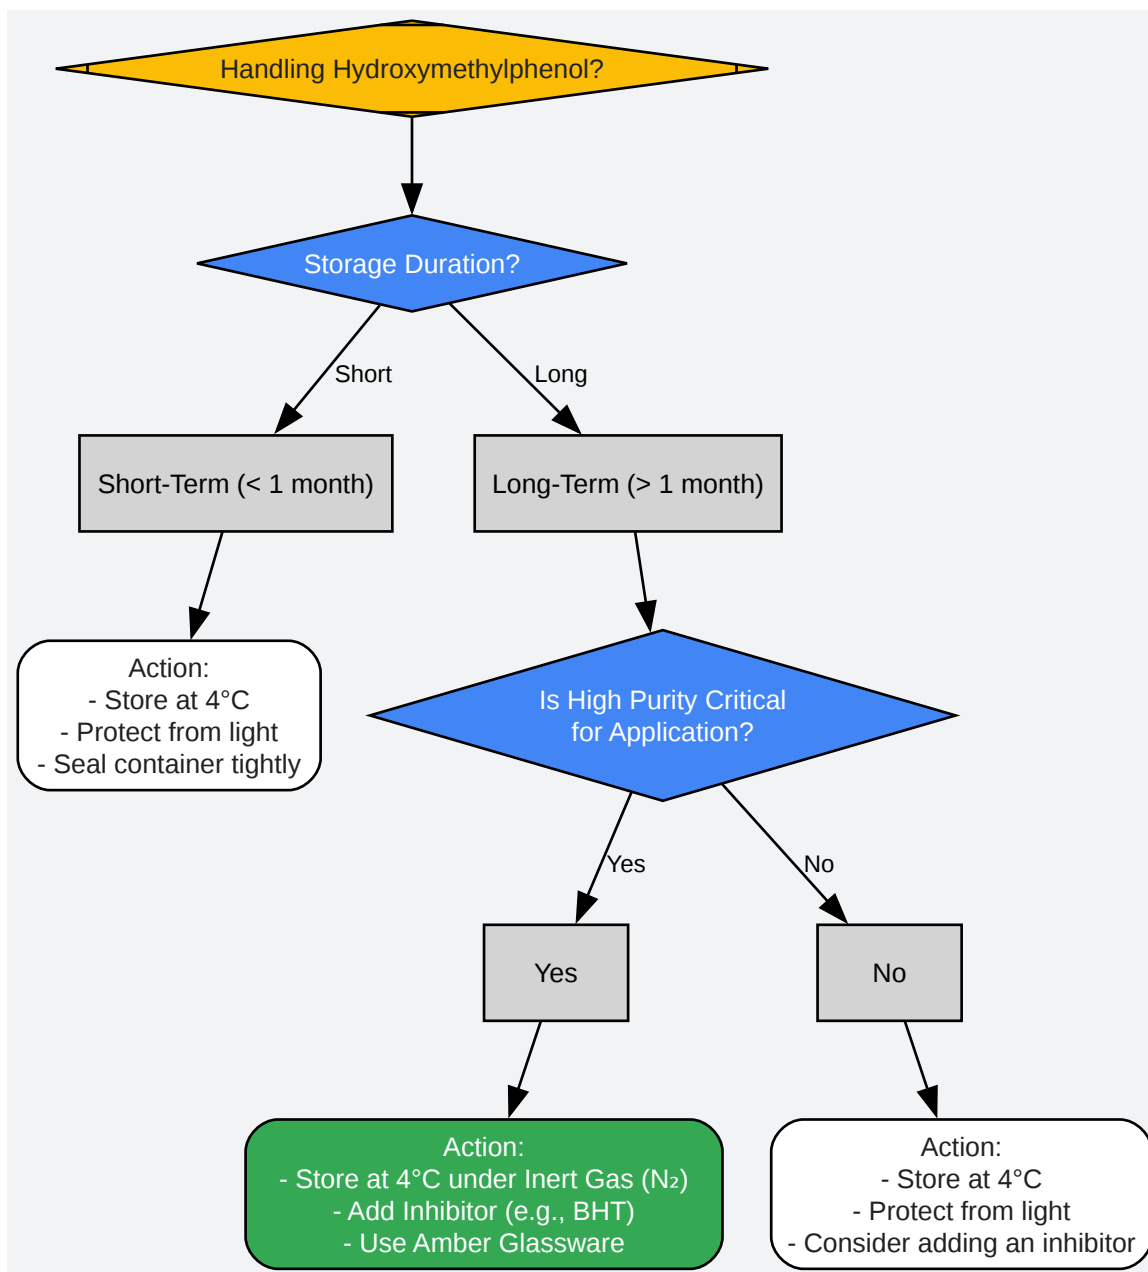 Handling Hydroxymethylphenol?
Storage Duration?
Short
Long
Short-Term (< 1 month)
Long-Term (> 1 month)
Action:
- Store at 4°C
- Protect from light
- Seal container tightly
Is High Purity Critical
for Application?
Yes
No
Yes
No
Action:
- Store at 4°C under Inert Gas (N₂)
- Add Inhibitor (e.g., BHT)
- Use Amber Glassware
Action:
- Store at 4°C
- Protect from light
- Consider adding an inhibitor